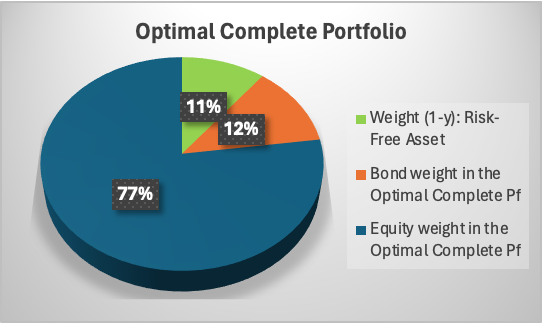 Optimal Complete Portfolio
11%
12%
77%
Weight (1-y): Risk-
Free Asset
Bond weight in the
Optimal Complete Pf
Equity weight in the
Optimal Complete Pf